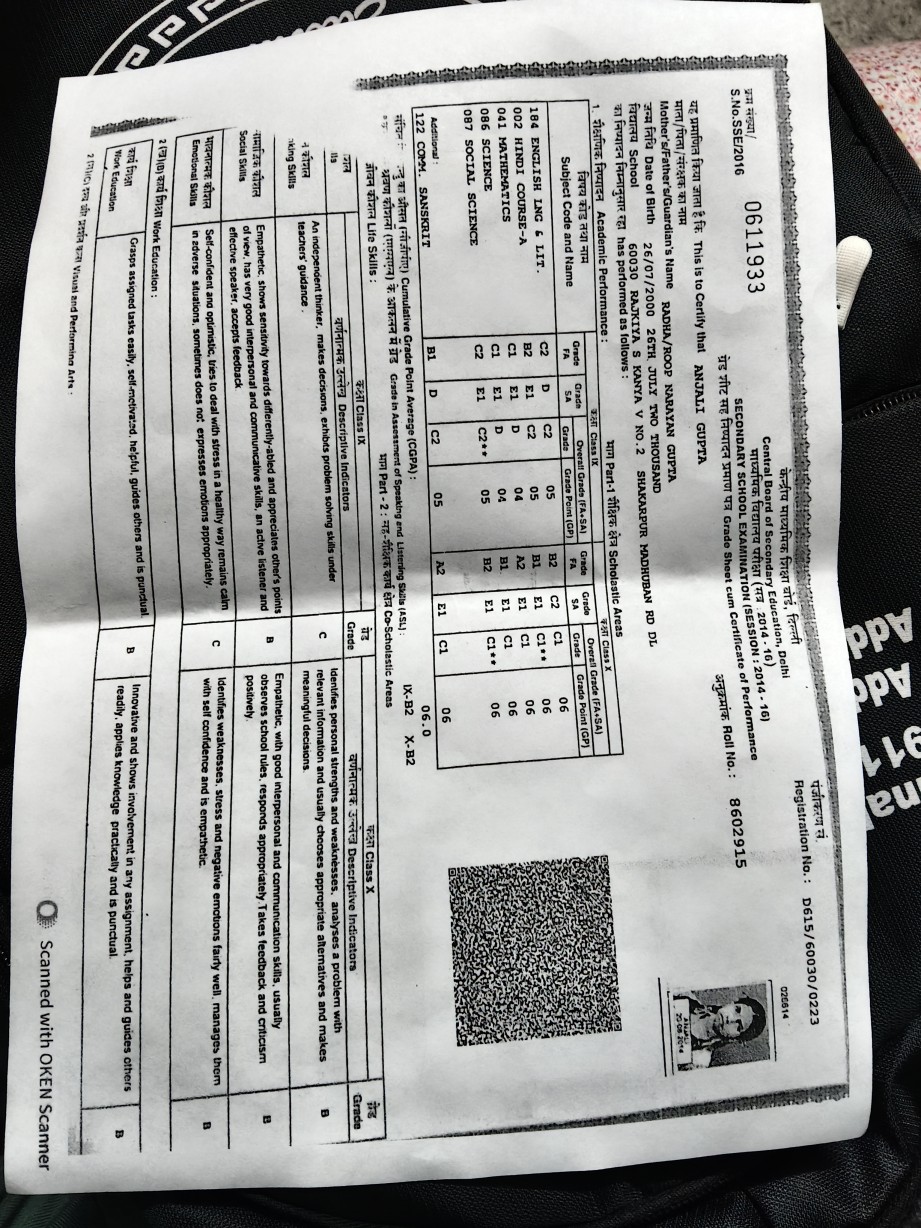 पंजीकरण सं.
Registration No. : D615/60030/0223
026614
केन्द्रीय माध्यमिक शिक्षा बोर्ड, दिल्ली
Central Board of Secondary Education, Delhi
माध्यमिक विद्यालय परीक्षा (सत्र : 2014 - 16)
SECONDARY SCHOOL EXAMINATION (SESSION : 2014 - 16)
ग्रेड शीट सह निष्पादन प्रमाण पत्र Grade Sheet cum Certificate of Performance
क्रम संख्या/
S.No.SSE/2016 0611933
अनुक्रमांक Roll No. : 8602915
यह प्रमाणित किया जाता है कि This is to Certify that ANJALI GUPTA
माता/पिता/संरक्षक का नाम
Mother's/Father's/Guardian's Name RADHA/ROOP NARAYAN GUPTA
जन्म तिथि Date of Birth 26/07/2000 26TH JULY TWO THOUSAND
विद्यालय School 60030 RAJKIYA S KANYA V NO.2 SHAKARPUR MADHUBAN RD DL
का निष्पादन निम्नानुसार रहा has performed as follows :
भाग Part-1 शैक्षिक क्षेत्र Scholastic Areas
1. शैक्षिक निष्पादन Academic Performance :
विषय कोड तथा नाम
Subject Code and Name
कक्षा Class IX
Grade FA
Grade SA
Overall Grade (FA+SA)
Grade
Grade Point (GP)
कक्षा Class X
Grade FA
Grade SA
Overall Grade (FA+SA)
Grade
Grade Point (GP)
184 ENGLISH LNG & LIT. C2 D C2 05 B2 C2 C1 06
002 HINDI COURSE-A B2 E1 C2 05 B1 E1 C1** 06
041 MATHEMATICS C1 E1 D 04 A2 E1 C1 06
086 SCIENCE C1 E1 D 04 B1 E1 C1 06
087 SOCIAL SCIENCE C2 E1 C2** 05 B2 E1 C1** 06
Additional :
122 COMM. SANSKRIT B1 D C2 05 A2 E1 C1 06
Cumulative Grade Point Average (CGPA) : 06.0
Grade in Assessment of Speaking and Listening Skills (ASL) : IX-B2 X-B2
भाग Part - 2 : सह-शैक्षिक कार्य क्षेत्र Co-Scholastic Areas
जीवन कौशल Life Skills :
कक्षा Class IX
वर्णनात्मक उल्लेख Descriptive Indicators
ग्रेड Grade
कक्षा Class X
वर्णनात्मक उल्लेख Descriptive Indicators
ग्रेड Grade
king Skills
An independent thinker, makes decisions, exhibits problem solving skills under
teachers' guidance.
C
Identifies personal strengths and weaknesses, analyses a problem with
relevant information and usually chooses appropriate alternatives and makes
meaningful decisions.
B
Social Skills
Empathetic, shows sensitivity towards differently-abled and appreciates other's points
of view, has very good interpersonal and communicative skills, an active listener and
effective speaker, accepts feedback
B
Empathetic, with good interpersonal and communication skills, usually
observes school rules, responds appropriately. Takes feedback and criticism
positively.
B
भावनात्मक कौशल
Emotional Skills
Self-confident and optimistic, tries to deal with stress in a healthy way remains calm
in adverse situations, sometimes does not expresses emotions appropriately.
C
Identifies weaknesses, stress and negative emotions fairly well, manages them
with self confidence and is empathetic.
B
कार्य शिक्षा Work Education :
कार्य शिक्षा
Work Education
Grasps assigned tasks easily, self-motivated, helpful, guides others and is punctual.
B
Innovative and shows involvement in any assignment, helps and guides others
readily, applies knowledge practically and is punctual.
B
Visual and Performing Arts :
Scanned with OKEN Scanner